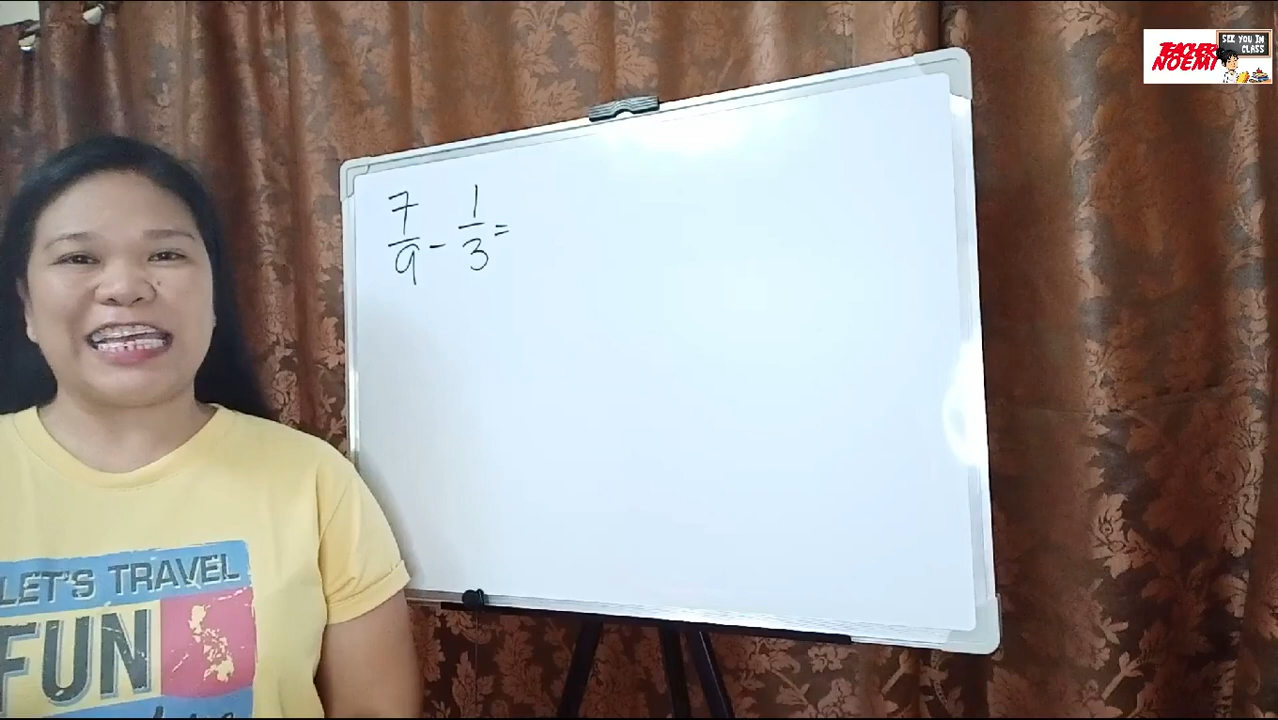 TEACHER
NOEMI
SEE YOU IN
CLASS
7/9 - 1/3 =
LET'S TRAVEL
FUN